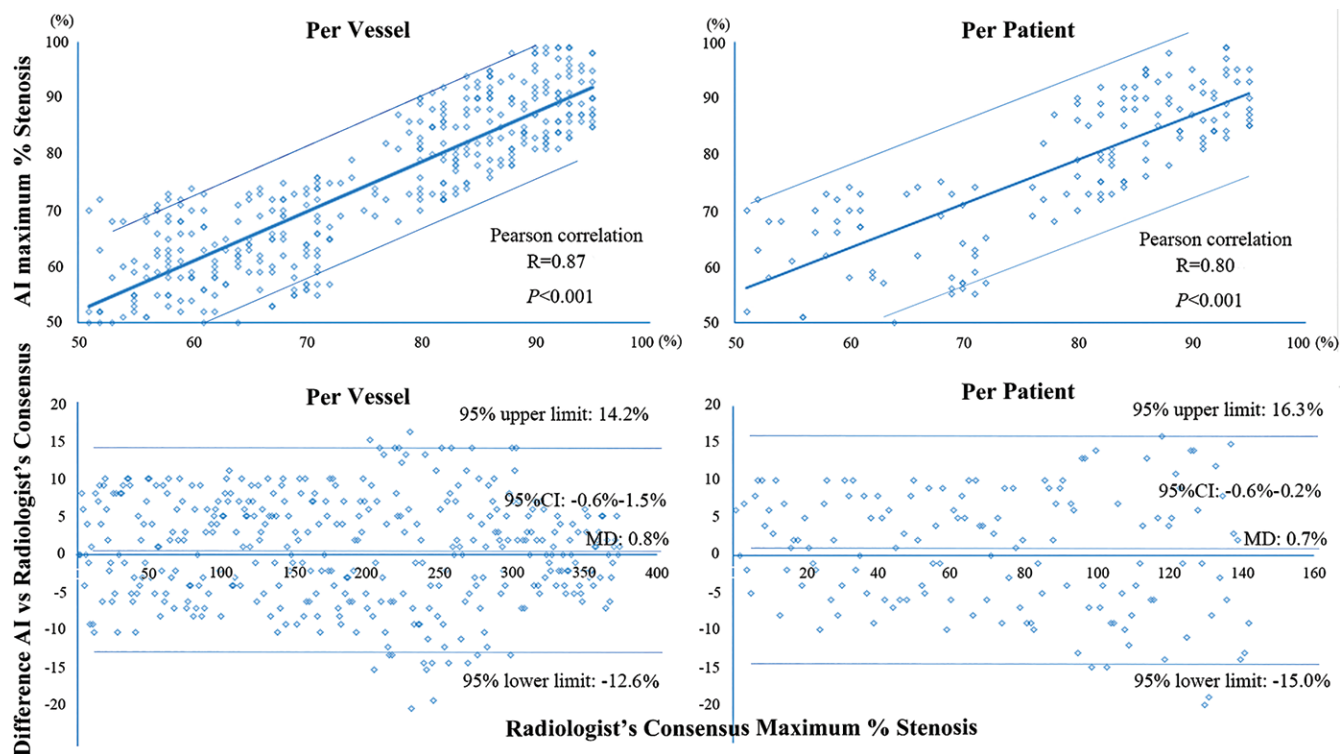 (%)
Per Vessel
100
90
80
70
60
50
50
60
70
80
90
100 (%)
Pearson correlation
R=0.87
P<0.001
AI maximum % Stenosis
(%)
Per Patient
100
90
80
70
60
50
50
60
70
80
90
100 (%)
Pearson correlation
R=0.80
P<0.001
Per Vessel
20
15
10
5
0
-5
-10
-15
-20
50
100
150
200
250
300
350
400
95% upper limit: 14.2%
95%CI: -0.6%-1.5%
MD: 0.8%
95% lower limit: -12.6%
Difference AI vs Radiologist's Consensus
Per Patient
20
15
10
5
0
-5
-10
-15
-20
20
40
60
80
100
120
140
160
95% upper limit: 16.3%
95%CI: -0.6%-0.2%
MD: 0.7%
95% lower limit: -15.0%
Radiologist's Consensus Maximum % Stenosis